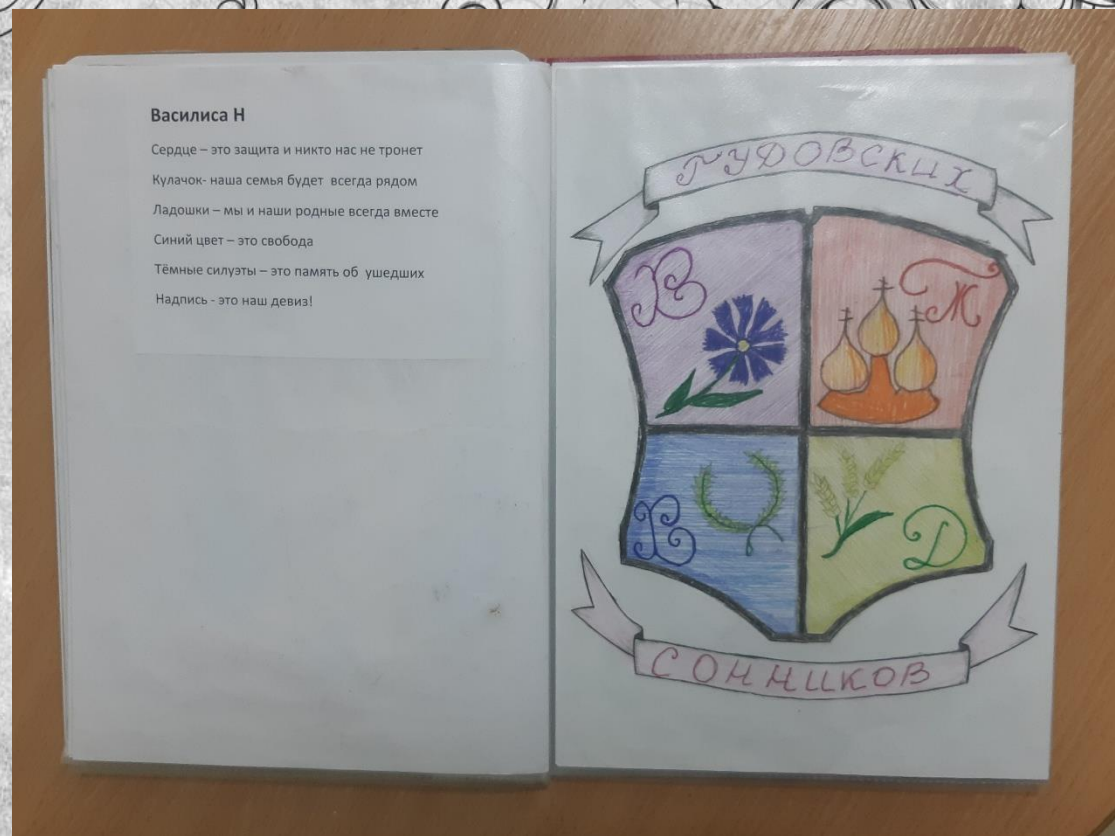 Василиса Н
Сердце – это защита и никто нас не тронет
Кулачок- наша семья будет  всегда рядом
Ладошки – мы и наши родные всегда вместе
Синий цвет – это свобода
Тёмные силуэты – это память об  ушедших
Надпись - это наш девиз!
ГУДОВСКИХ
В
М
В
Д
СОННИКОВ